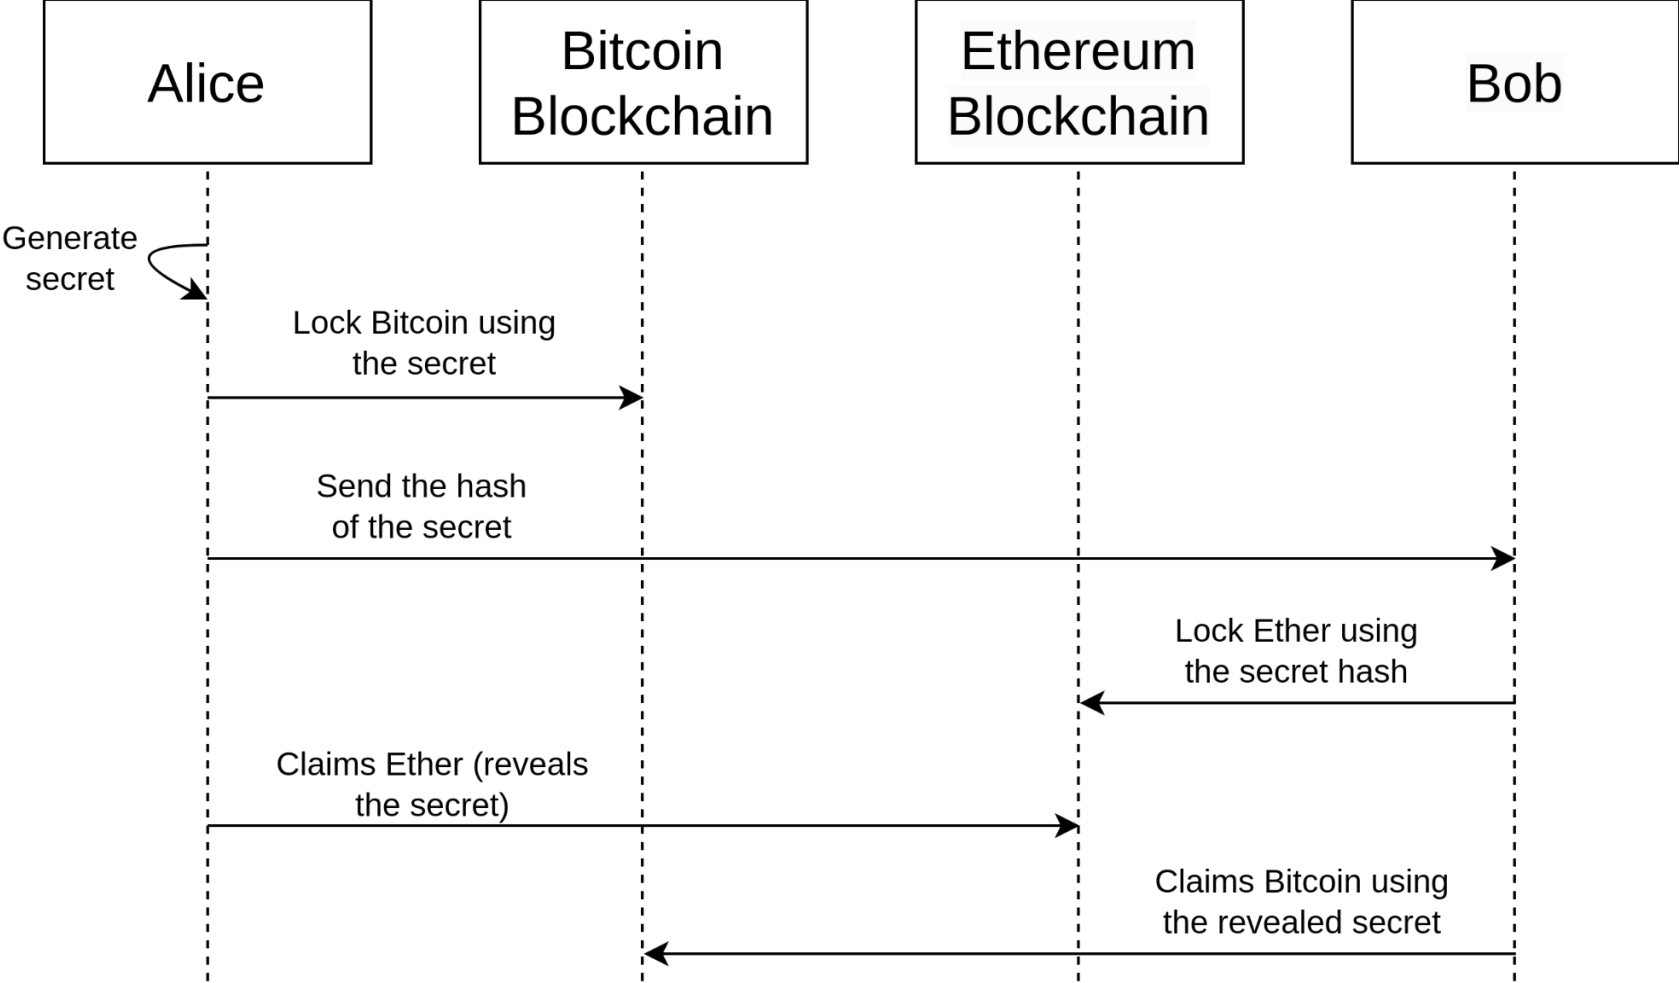 Alice
Bitcoin
Blockchain
Ethereum
Blockchain
Bob
Generate
secret
Lock Bitcoin using
the secret
Send the hash
of the secret
Lock Ether using
the secret hash
Claims Ether (reveals
the secret)
Claims Bitcoin using
the revealed secret